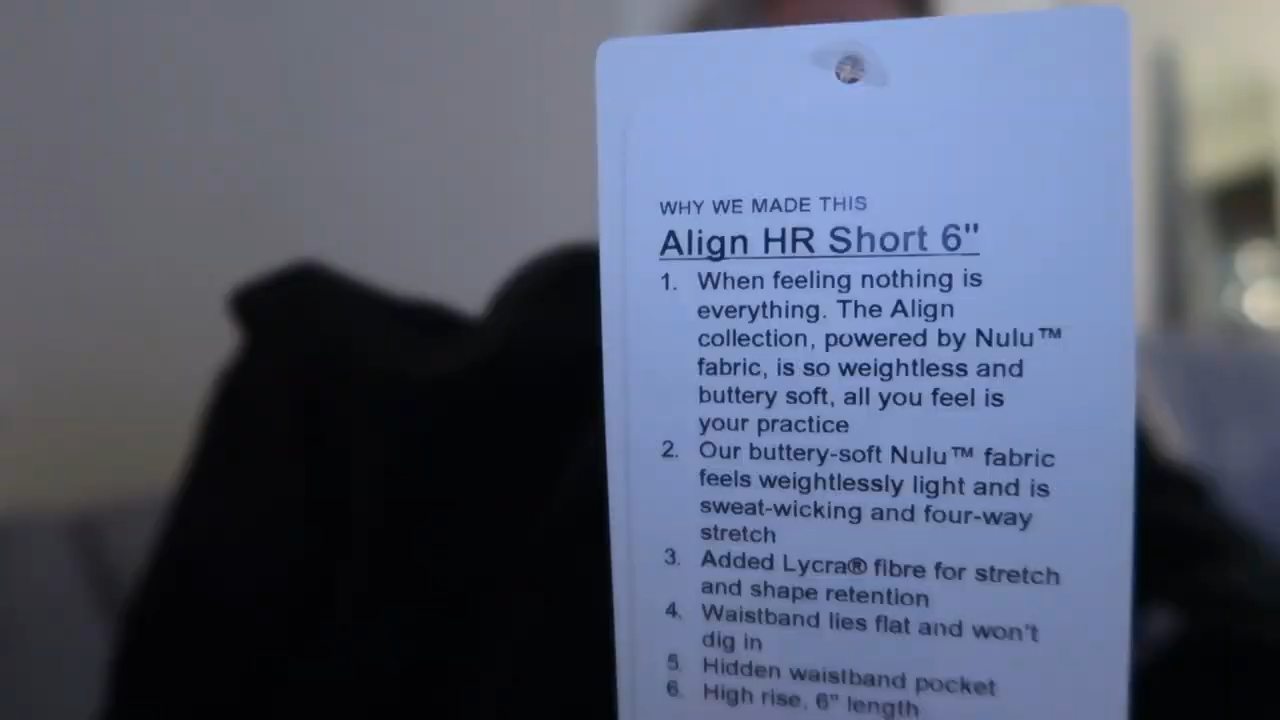 WHY WE MADE THIS
Align HR Short 6"
1. When feeling nothing is
everything. The Align
collection, powered by Nulu™
fabric, is so weightless and
buttery soft, all you feel is
your practice
2. Our buttery-soft Nulu™ fabric
feels weightlessly light and is
sweat-wicking and four-way
stretch
3. Added Lycra® fibre for stretch
and shape retention
4. Waistband lies flat and won't
dig in
5. Hidden waistband pocket
6. High rise, 6" length